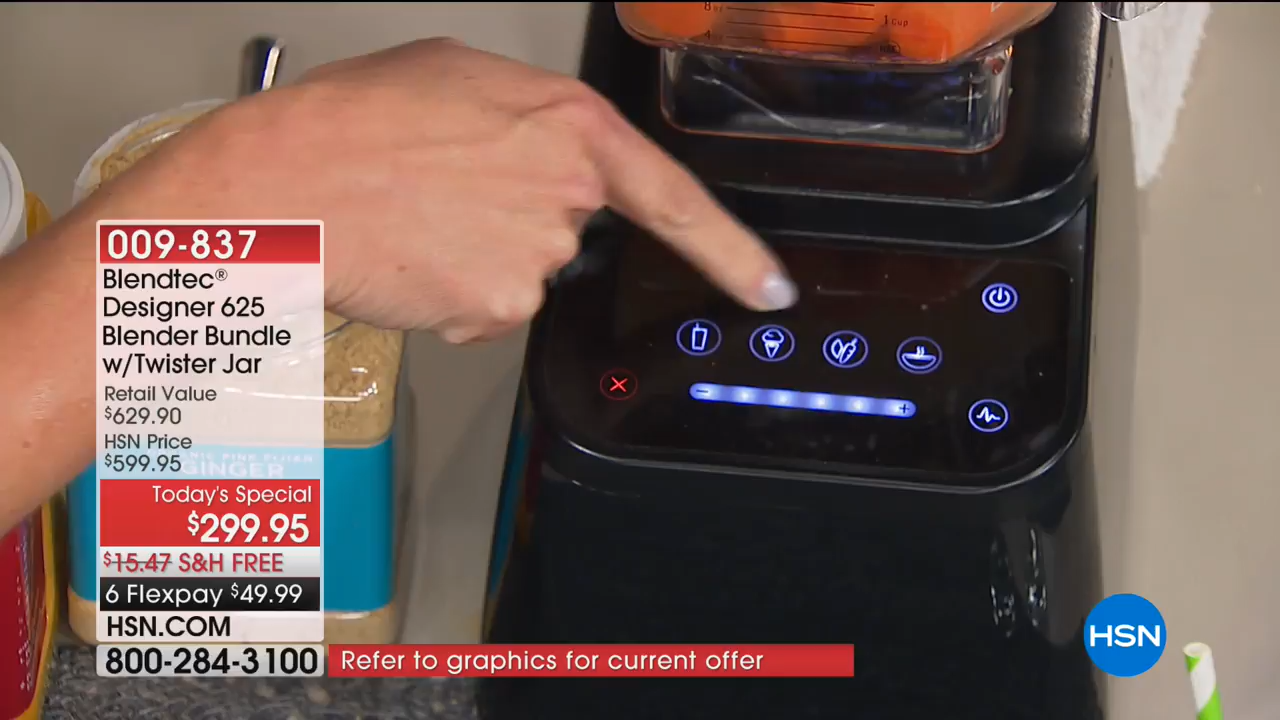 8
1 Cup
4
009-837
Blendtec®
Designer 625
Blender Bundle
w/Twister Jar
Retail Value
$629.90
HSN Price
$599.95
GINGER
Today's Special
$299.95
$15.47 S&H FREE
6 Flexpay $49.99
HSN.COM
800-284-3100
Refer to graphics for current offer
HSN
- +